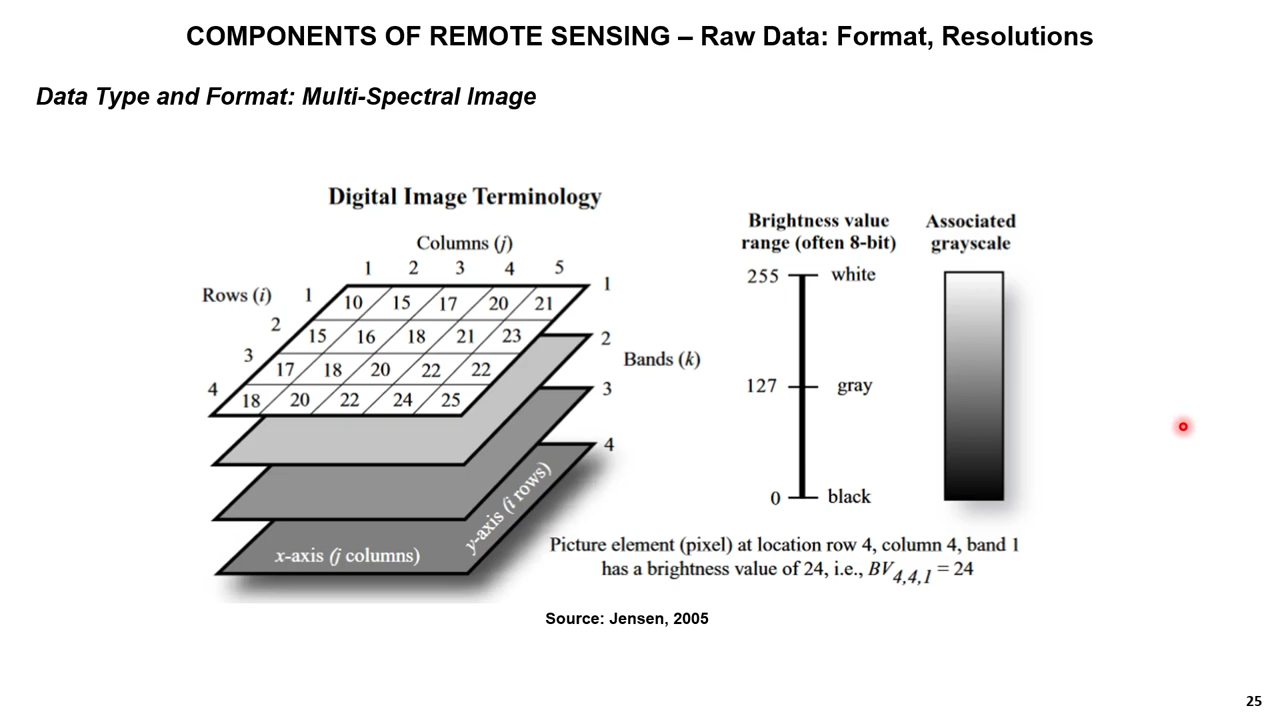 COMPONENTS OF REMOTE SENSING – Raw Data: Format, Resolutions
Data Type and Format: Multi-Spectral Image
Digital Image Terminology
Columns (j)
1 2 3 4 5
Rows (i)
1 10 15 17 20 21
2 15 16 18 21 23
3 17 18 20 22 22
4 18 20 22 24 25
1
2
Bands (k)
3
4
x-axis (j columns)
y-axis (i rows)
Brightness value
range (often 8-bit)
255 white
127 gray
0 black
Associated
grayscale
Picture element (pixel) at location row 4, column 4, band 1
has a brightness value of 24, i.e., BV4,4,1 = 24
Source: Jensen, 2005
25